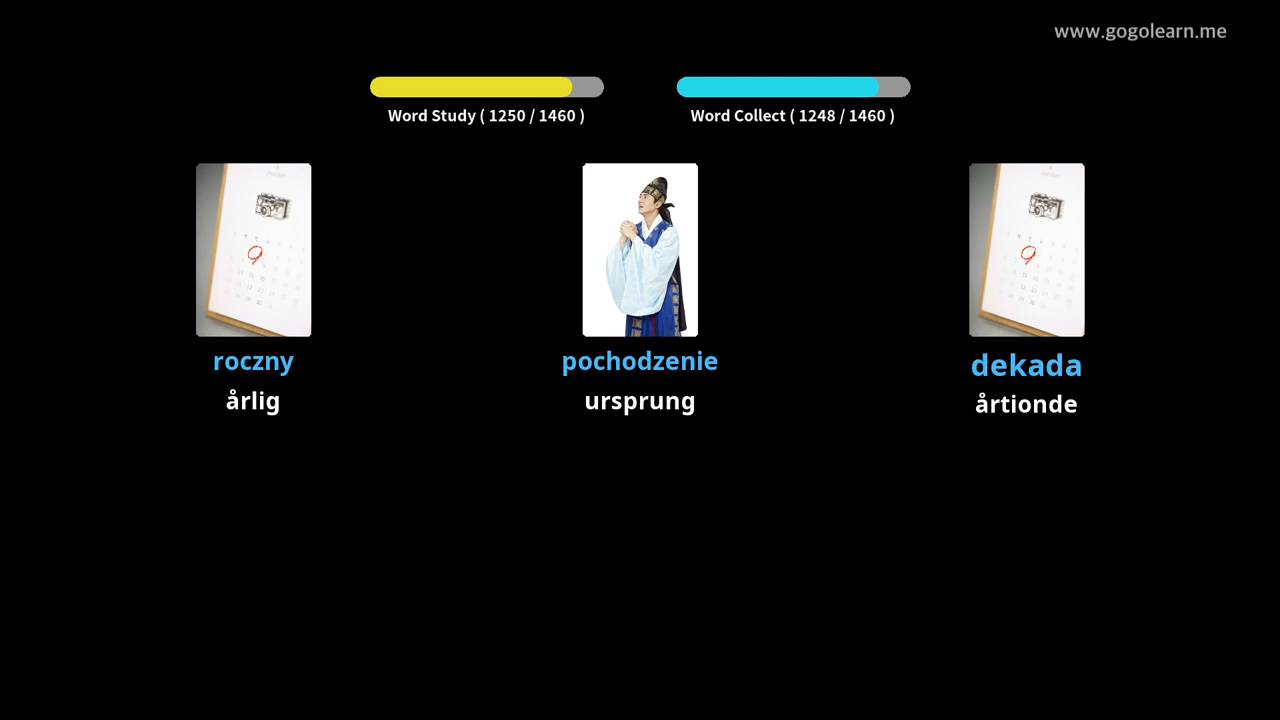 www.gogolearn.me
Word Study ( 1250 / 1460 )
Word Collect ( 1248 / 1460 )
roczny
årlig
pochodzenie
ursprung
dekada
årtionde